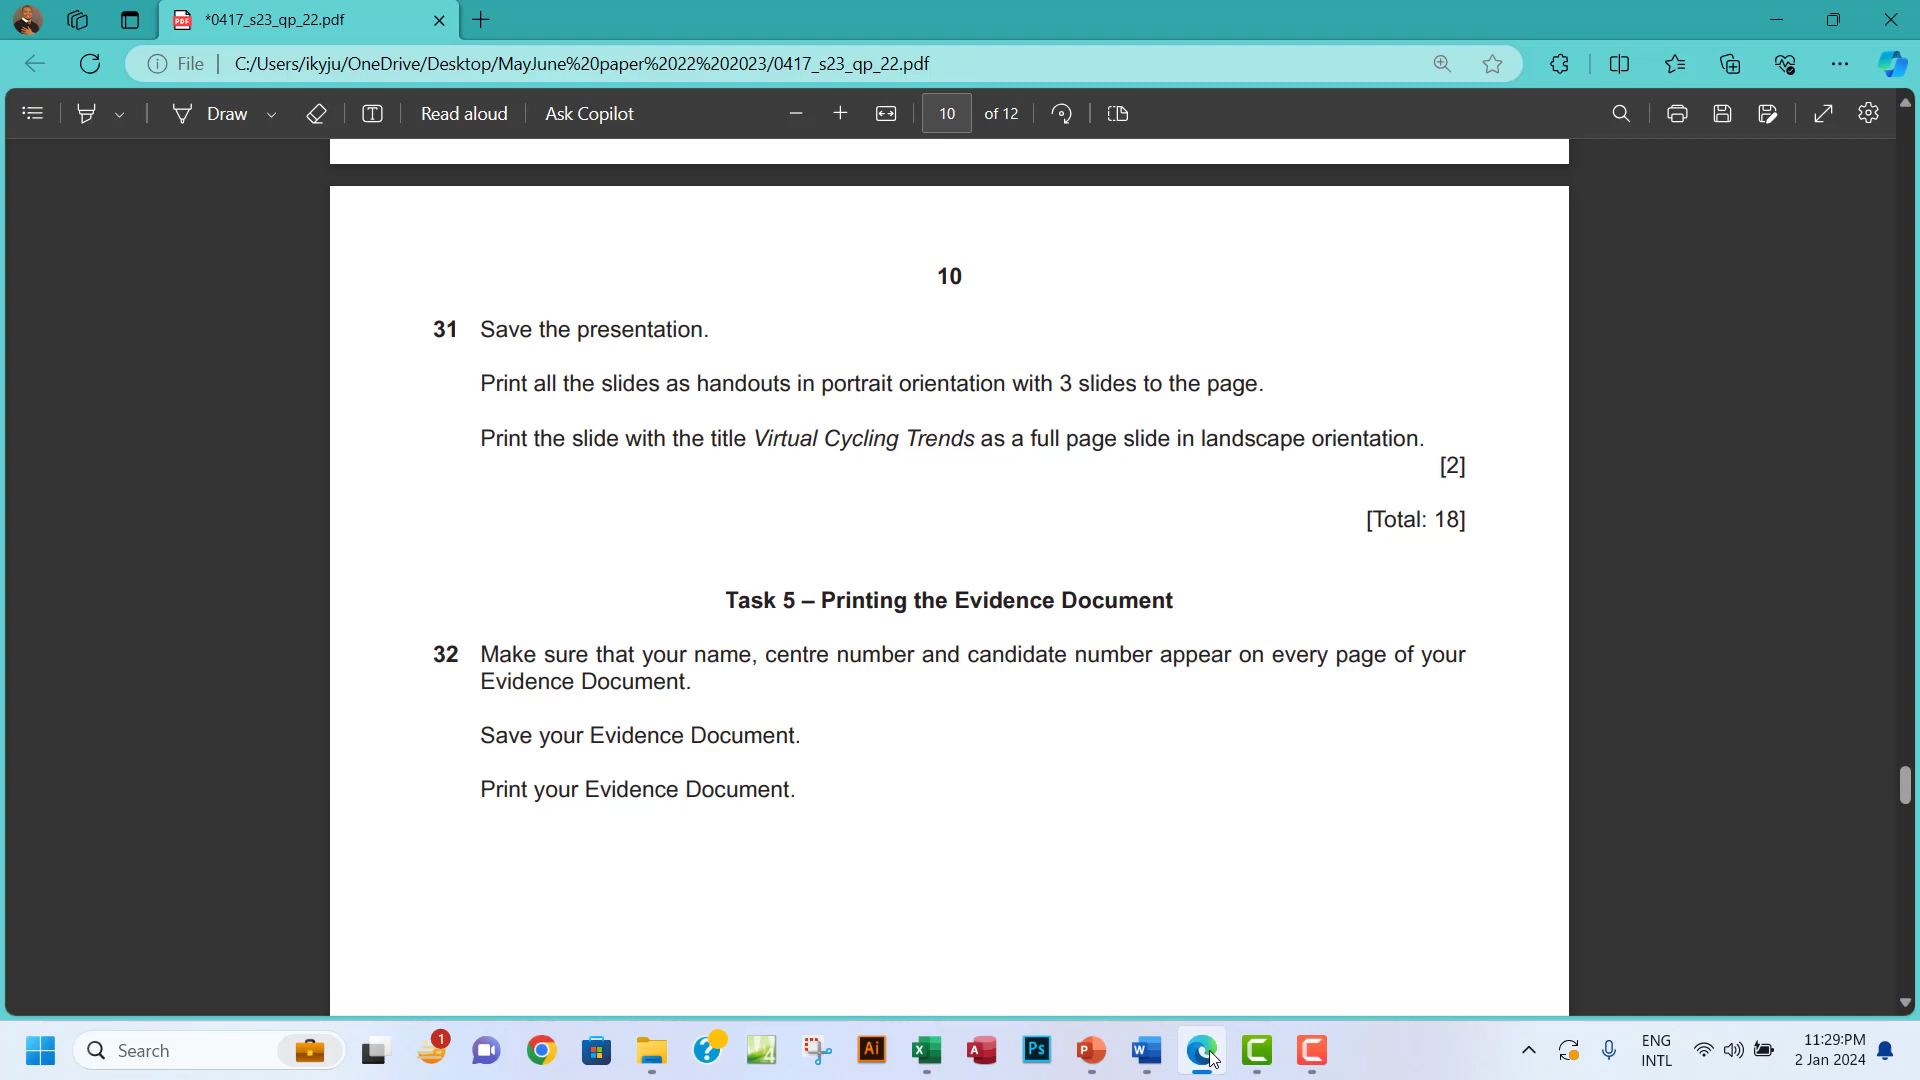 *0417_s23_qp_22.pdf
File
C:/Users/ikyju/OneDrive/Desktop/MayJune%20paper%2022%202023/0417_s23_qp_22.pdf
Draw
Read aloud
Ask Copilot
10 of 12
10
31 Save the presentation.
Print all the slides as handouts in portrait orientation with 3 slides to the page.
Print the slide with the title Virtual Cycling Trends as a full page slide in landscape orientation.
[2]
[Total: 18]
Task 5 – Printing the Evidence Document
32 Make sure that your name, centre number and candidate number appear on every page of your
Evidence Document.
Save your Evidence Document.
Print your Evidence Document.
Search
1
Ai
Ps
ENG
INTL
11:29:PM
2 Jan 2024